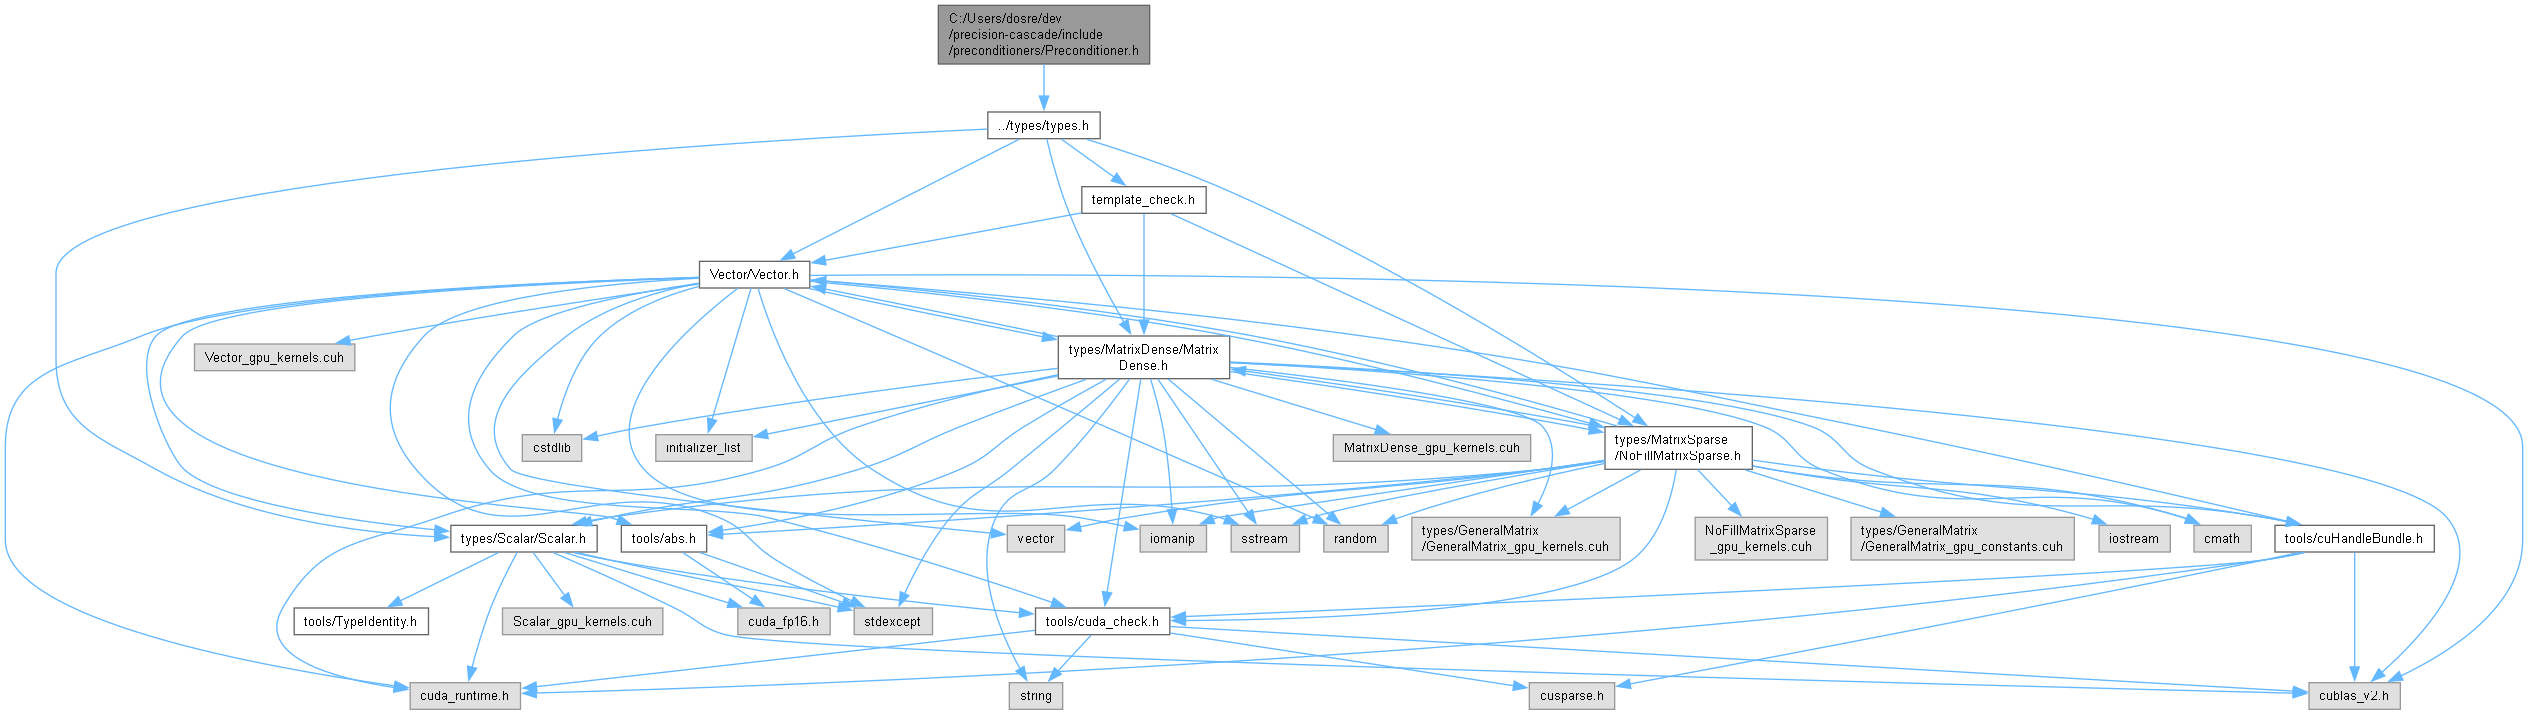 C:/Users/dosre/dev
/precision-cascade/include
/preconditioners/Preconditioner.h
../types/types.h
template_check.h
Vector/Vector.h
Vector_gpu_kernels.cuh
types/MatrixDense/Matrix
Dense.h
cstdlib
initializer_list
MatrixDense_gpu_kernels.cuh
types/MatrixSparse
/NoFillMatrixSparse.h
types/Scalar/Scalar.h
tools/abs.h
vector
iomanip
sstream
random
types/GeneralMatrix
/GeneralMatrix_gpu_kernels.cuh
NoFillMatrixSparse
_gpu_kernels.cuh
types/GeneralMatrix
/GeneralMatrix_gpu_constants.cuh
iostream
cmath
tools/cuHandleBundle.h
tools/TypeIdentity.h
Scalar_gpu_kernels.cuh
cuda_fp16.h
stdexcept
tools/cuda_check.h
cuda_runtime.h
string
cusparse.h
cublas_v2.h